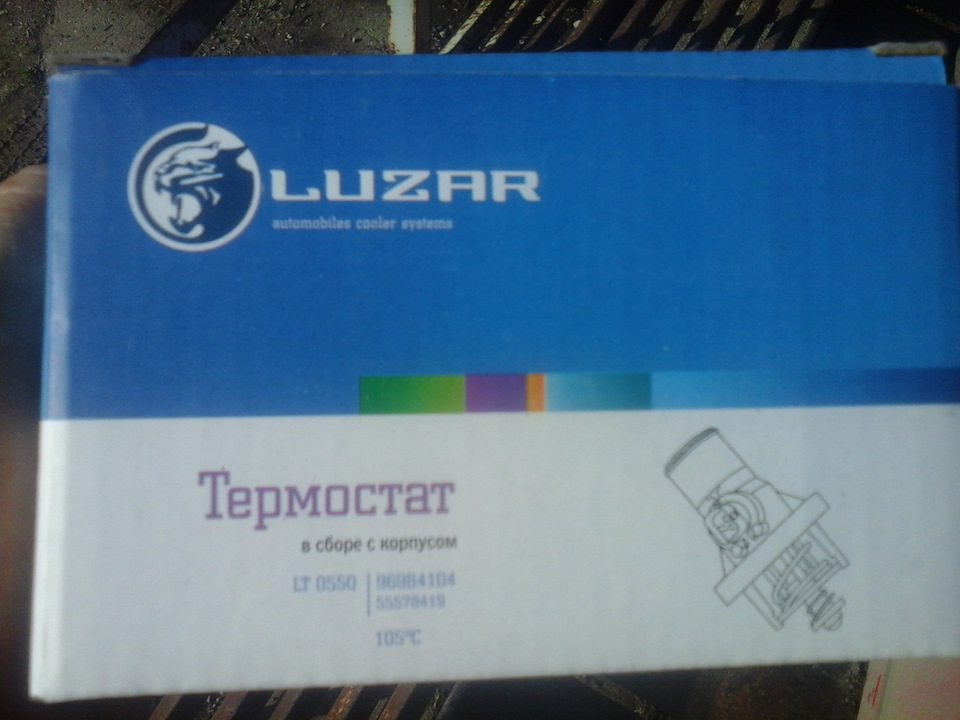 LUZAR
automobiles cooler systems
Термостат
в сборе с корпусом
LT 0550 96984104
55578419
105°C